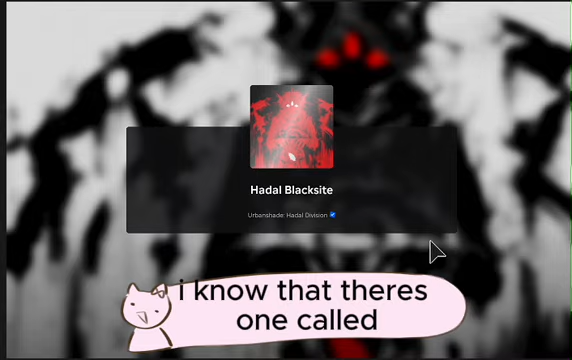 Hadal Blacksite
Urbanshade: Hadal Division
i know that theres
one called